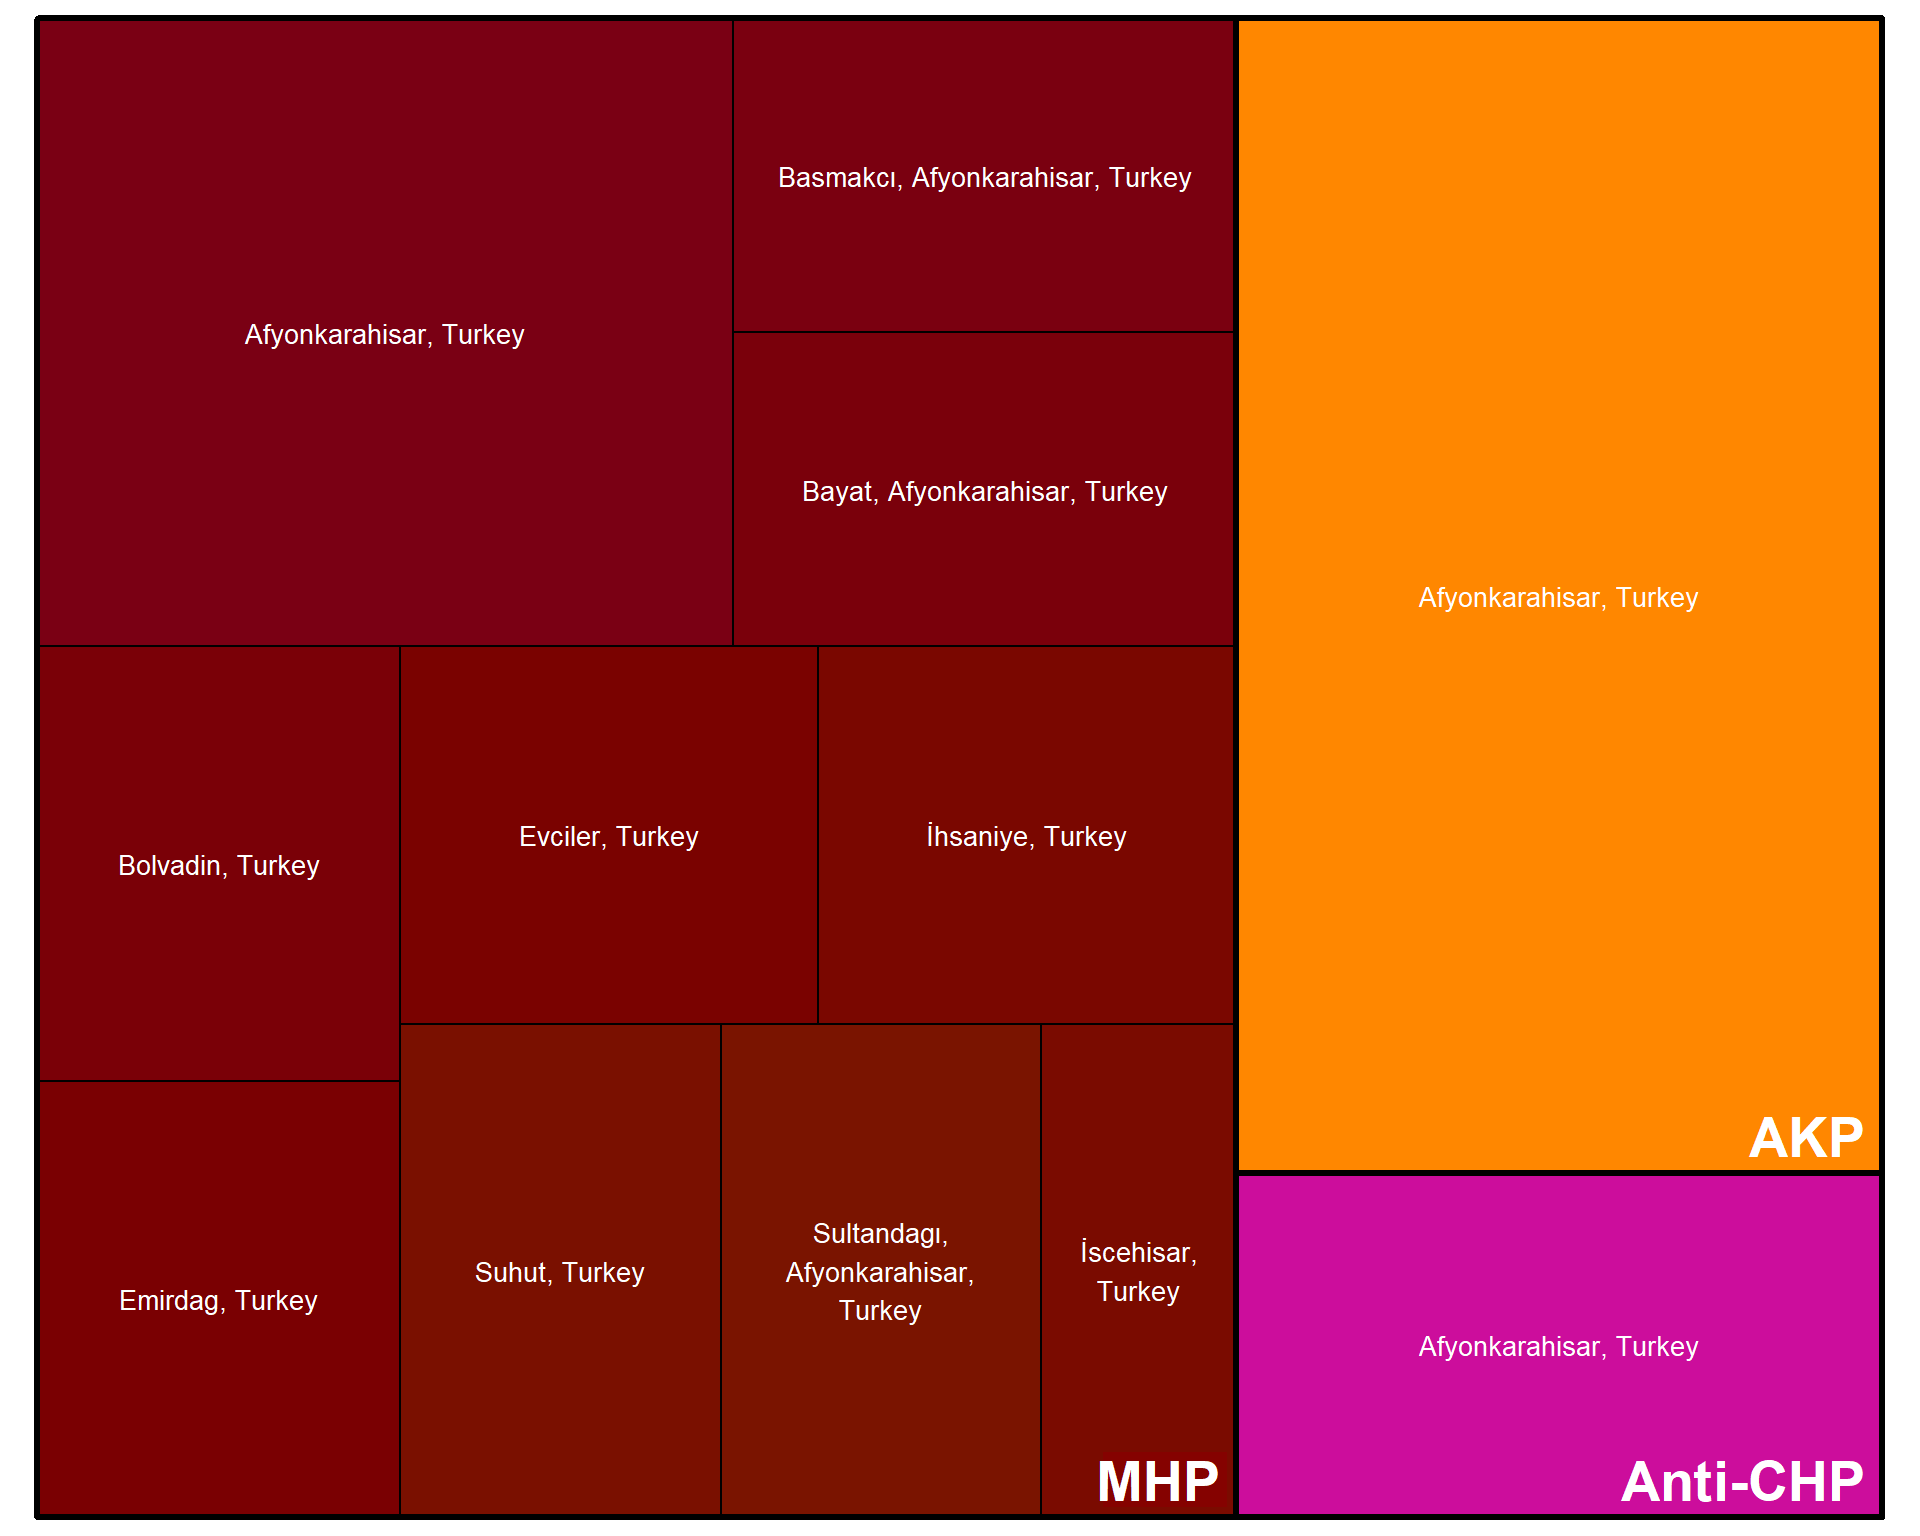 Afyonkarahisar, Turkey
Basmakcı, Afyonkarahisar, Turkey
Bayat, Afyonkarahisar, Turkey
Bolvadin, Turkey
Evciler, Turkey
İhsaniye, Turkey
Emirdag, Turkey
Suhut, Turkey
Sultandagı,
Afyonkarahisar,
Turkey
İscehisar,
Turkey
MHP
Afyonkarahisar, Turkey
AKP
Afyonkarahisar, Turkey
Anti-CHP